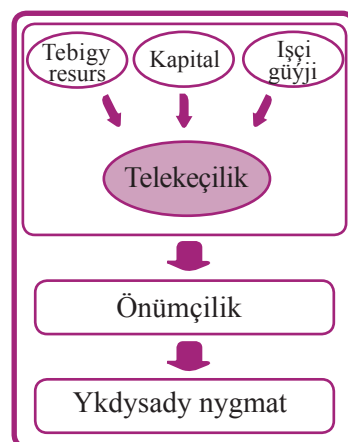 Tebigy
resurs
Kapital
Işçi
güýji
Telekeçilik
Önümçilik
Ykdysady nygmat